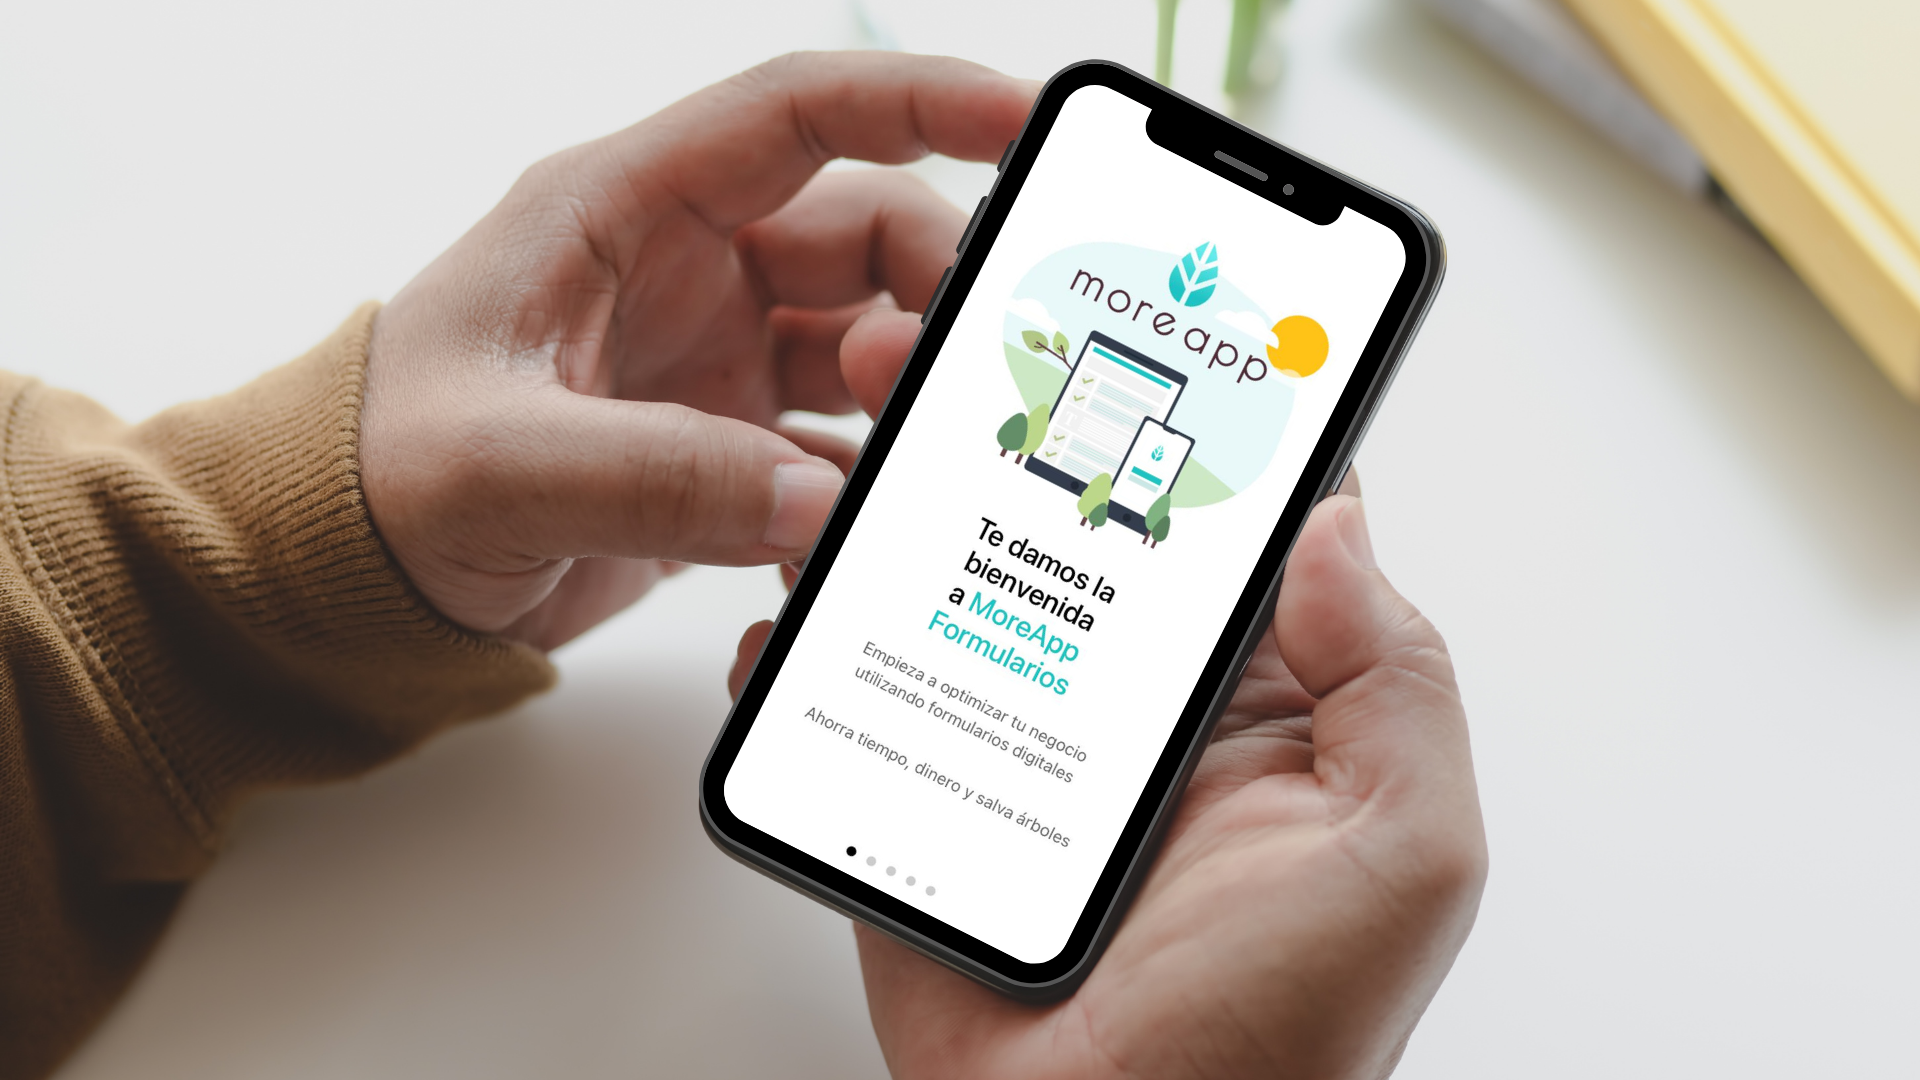 moreapp
Te damos la
bienvenida
a MoreApp
Formularios
Empieza a optimizar tu negocio
utilizando formularios digitales
Ahorra tiempo, dinero y salva árboles